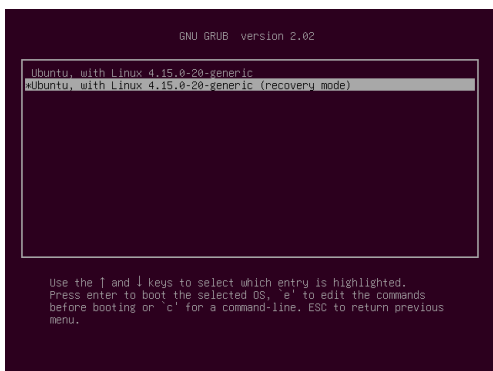 GNU GRUB  version 2.02
Ubuntu, with Linux 4.15.0-20-generic
*Ubuntu, with Linux 4.15.0-20-generic (recovery mode)
Use the ↑ and ↓ keys to select which entry is highlighted.
Press enter to boot the selected OS, `e' to edit the commands
before booting or `c' for a command-line. ESC to return previous
menu.